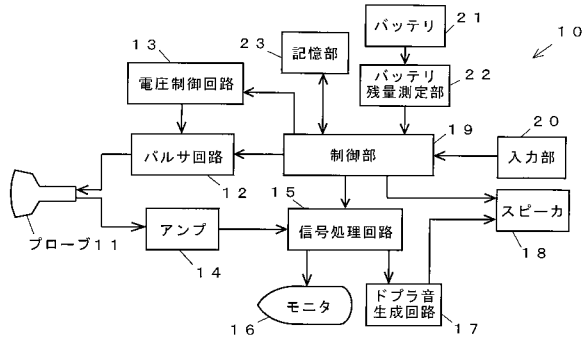 １３
電圧制御回路
２３
記憶部
２１
バッテリ
バッテリ
残量測定部
２２
１０
バルサ回路
１２
制御部
１９
２０
入力部
プローブ１１
アンプ
１４
１５
信号処理回路
スピーカ
１８
モニタ
１６
ドプラ音
生成回路
１７